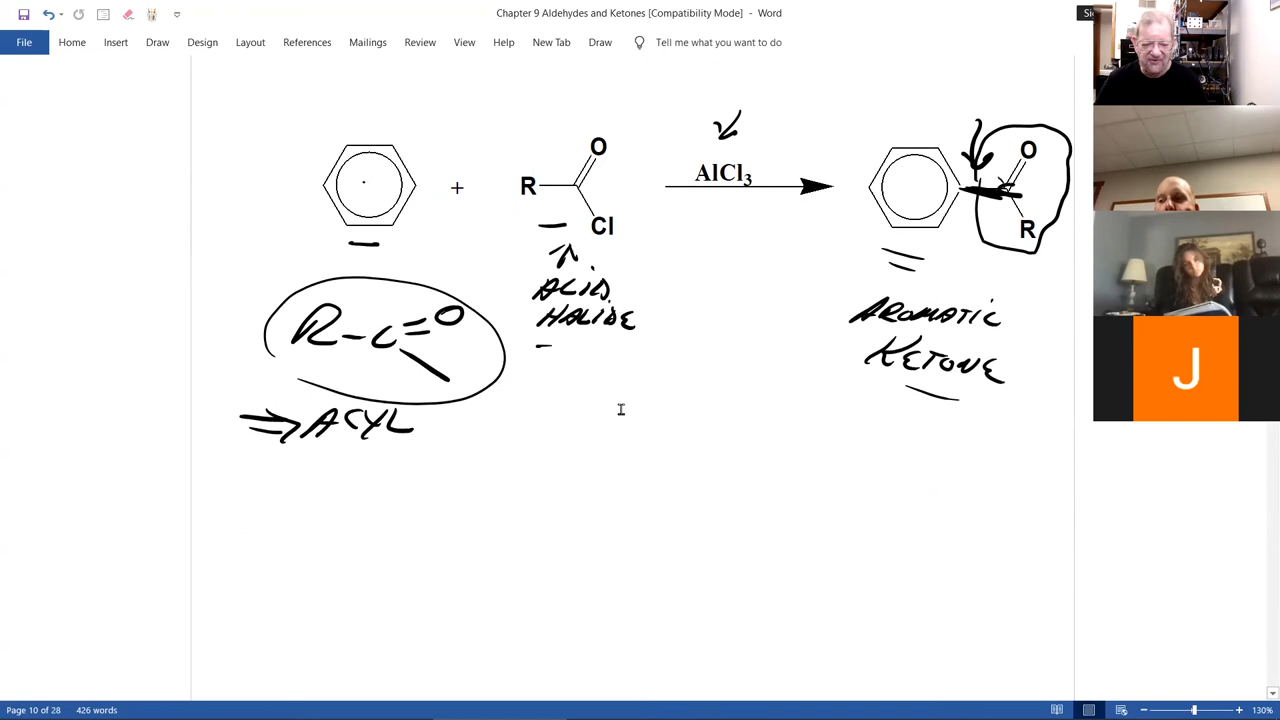 Chapter 9 Aldehydes and Ketones [Compatibility Mode] - Word
File Home Insert Draw Design Layout References Mailings Review View Help New Tab Draw Tell me what you want to do
O
R
Cl
+
AlCl3
O
R
ACID
HALIDE
R-C=O
ACYL
AROMATIC
KETONE
J
Page 10 of 28 426 words
130%